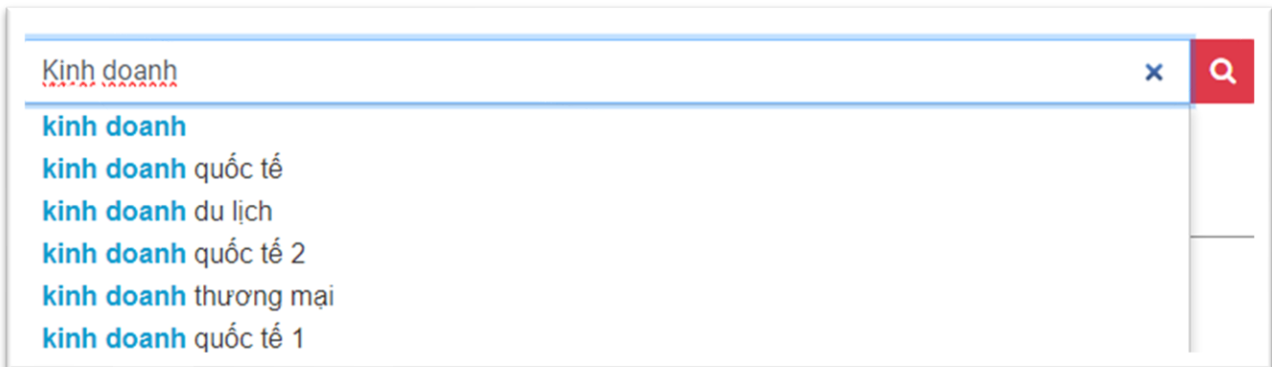 Kinh doanh
kinh doanh
kinh doanh quốc tế
kinh doanh du lịch
kinh doanh quốc tế 2
kinh doanh thương mại
kinh doanh quốc tế 1